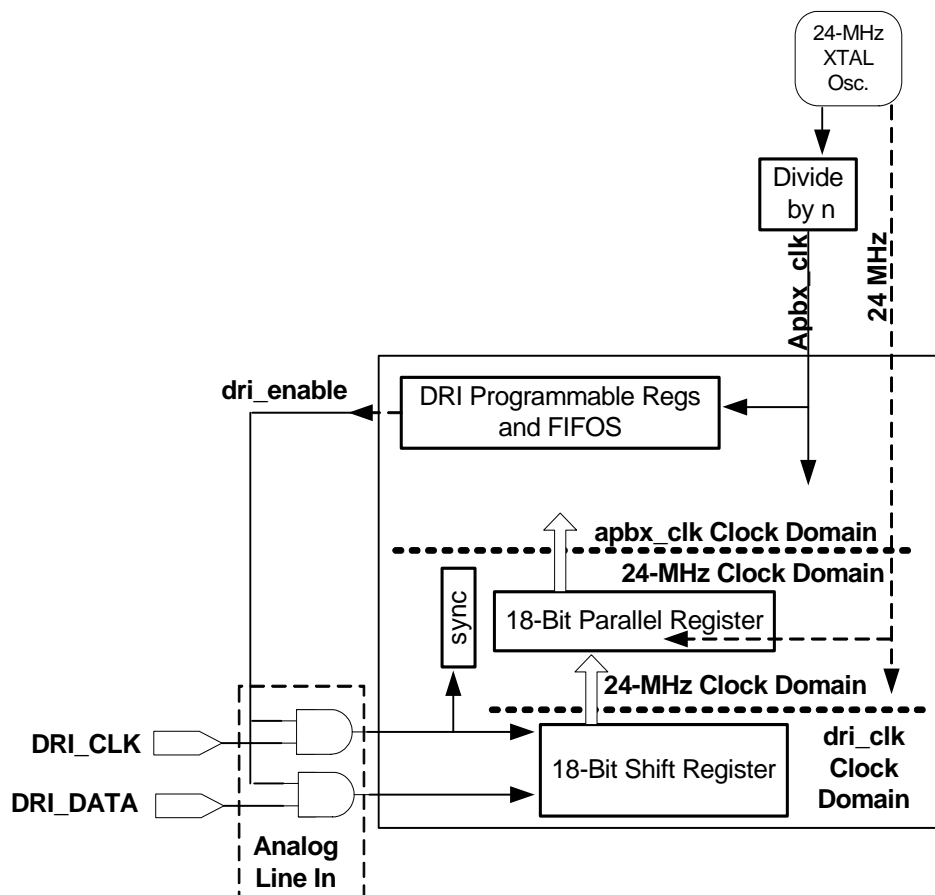 24-MHz
XTAL
Osc.
Divide
by n
Apbx_clk
24 MHz
dri_enable
DRI Programmable Regs
and FIFOS
apbx_clk Clock Domain
24-MHz Clock Domain
sync
18-Bit Parallel Register
24-MHz Clock Domain
DRI_CLK
18-Bit Shift Register
dri_clk
Clock
Domain
DRI_DATA
Analog
Line In